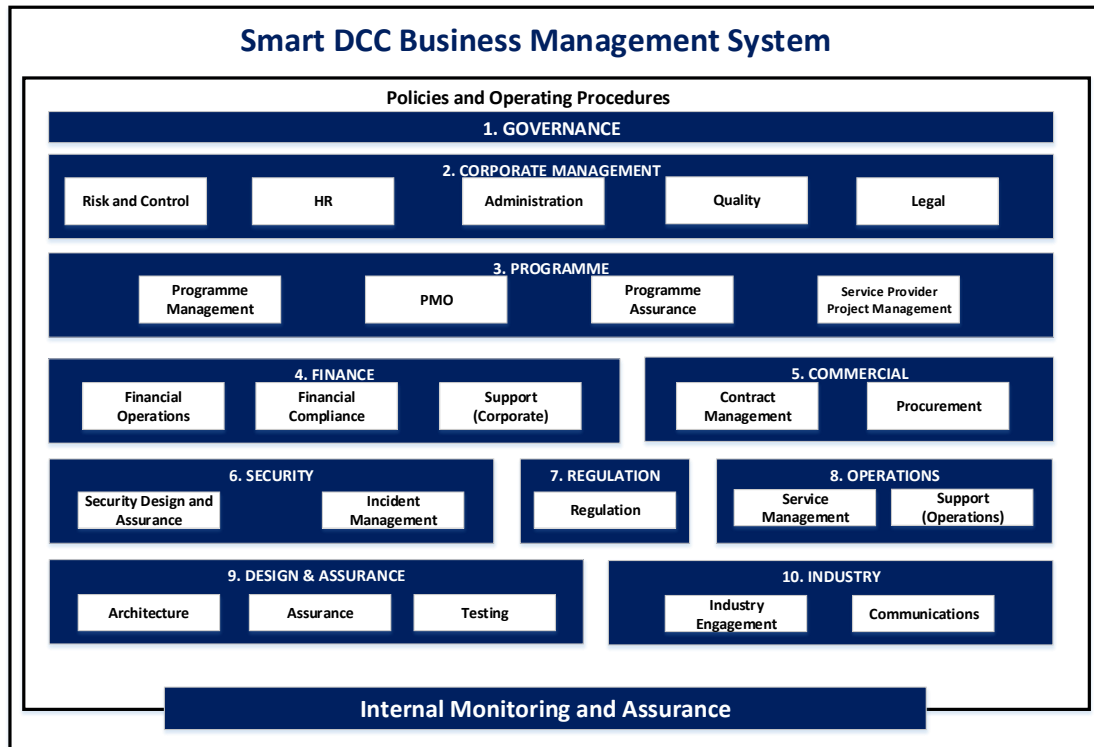 Smart DCC Business Management System
Policies and Operating Procedures
1. GOVERNANCE
2. CORPORATE MANAGEMENT
Risk and Control
HR
Administration
Quality
Legal
3. PROGRAMME
Programme
Management
PMO
Programme
Assurance
Service Provider
Project Management
4. FINANCE
Financial
Operations
Financial
Compliance
Support
(Corporate)
5. COMMERCIAL
Contract
Management
Procurement
6. SECURITY
Security Design and
Assurance
Incident
Management
7. REGULATION
Regulation
8. OPERATIONS
Service
Management
Support
(Operations)
9. DESIGN & ASSURANCE
Architecture
Assurance
Testing
10. INDUSTRY
Industry
Engagement
Communications
Internal Monitoring and Assurance